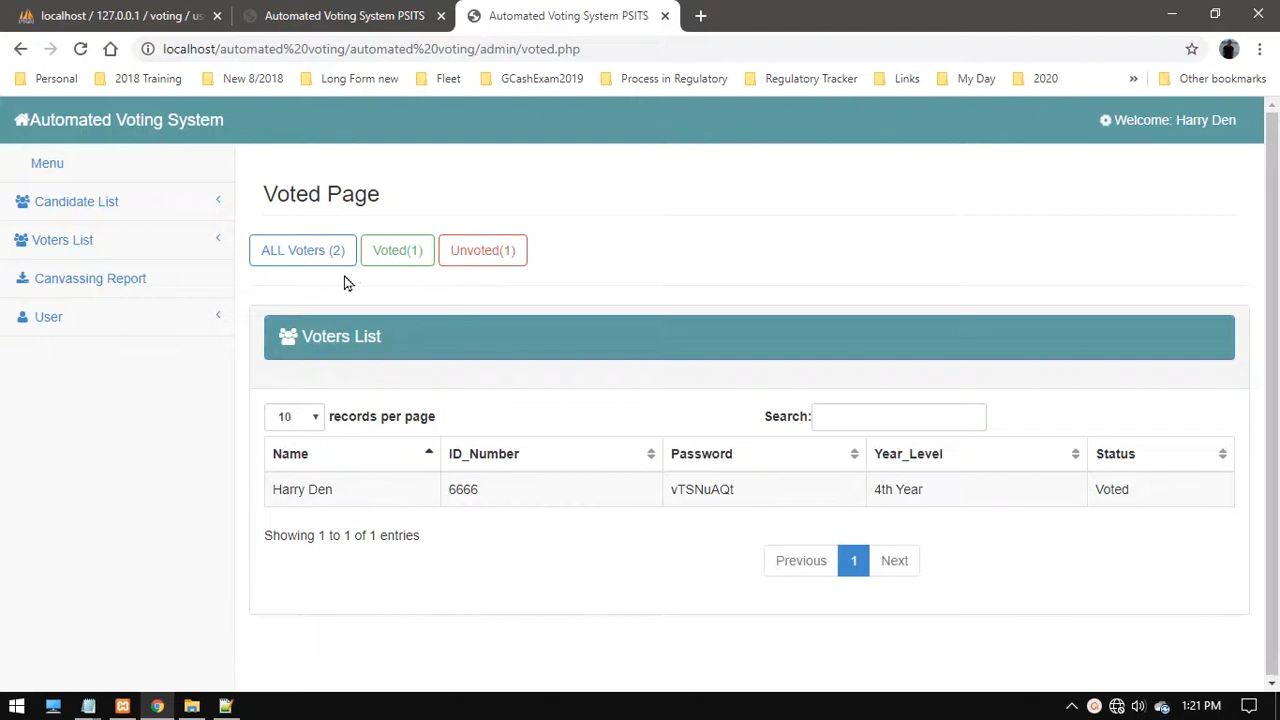 localhost / 127.0.0.1 / voting / us
Automated Voting System PSITS
Automated Voting System PSITS
localhost/automated%20voting/automated%20voting/admin/voted.php
Personal
2018 Training
New 8/2018
Long Form new
Fleet
GCashExam2019
Process in Regulatory
Regulatory Tracker
Links
My Day
2020
»
Other bookmarks
Automated Voting System
Welcome: Harry Den
Menu
Candidate List
Voters List
Canvassing Report
User
Voted Page
ALL Voters (2)
Voted(1)
Unvoted(1)
Voters List
10 records per page
Search:
Name ID_Number Password Year_Level Status
Harry Den 6666 vTSNuAQt 4th Year Voted
Showing 1 to 1 of 1 entries
Previous 1 Next
1:21 PM